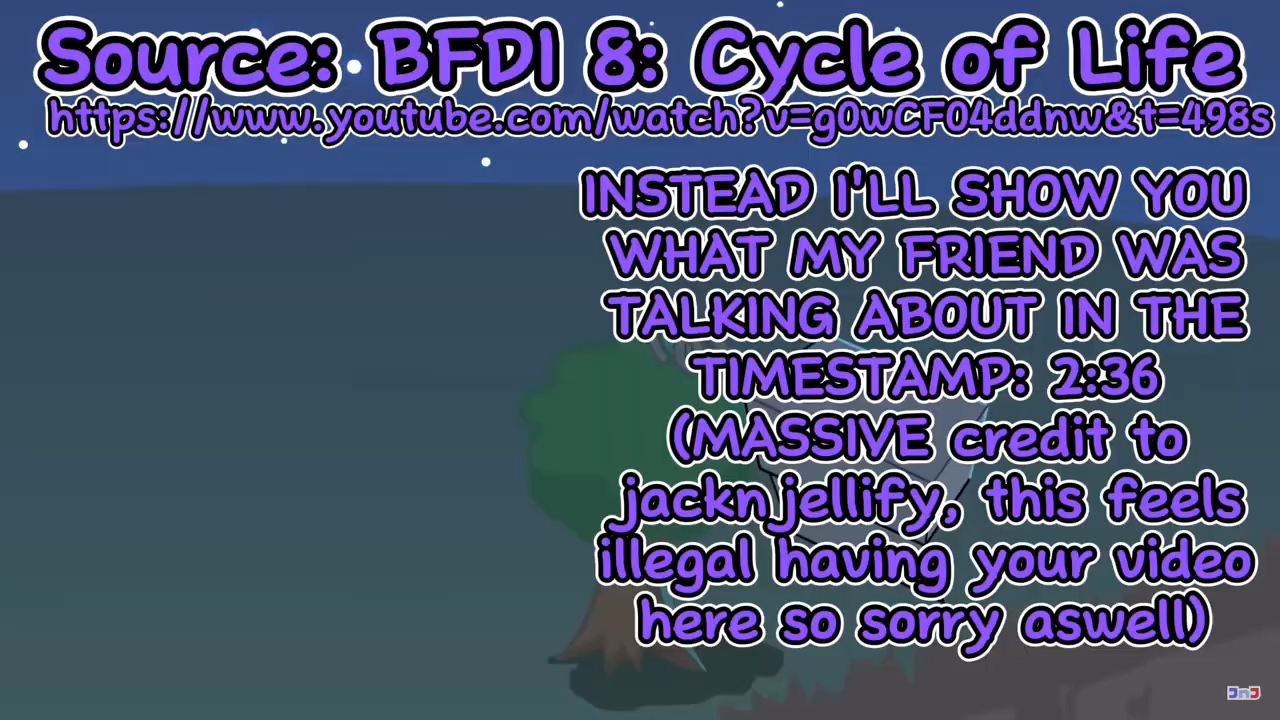 Source: BFDI 8: Cycle of Life
https://www.youtube.com/watch?v=g0wCF04ddnw&t=498s
INSTEAD I'LL SHOW YOU
WHAT MY FRIEND WAS
TALKING ABOUT IN THE
TIMESTAMP: 2:36
(MASSIVE credit to
jacknjellify, this feels
illegal having your video
here so sorry aswell)
JnJ